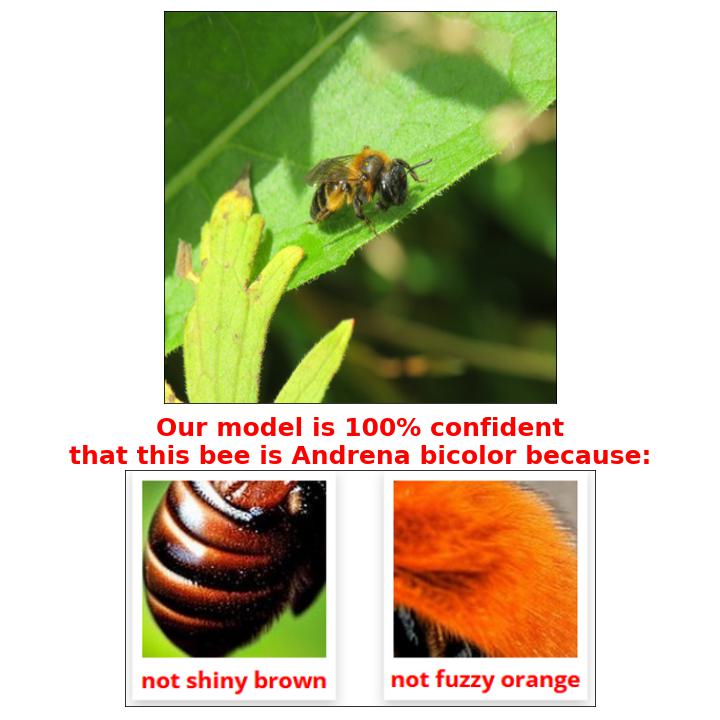 Our model is 100% confident
that this bee is Andrena bicolor because:
not shiny brown
not fuzzy orange